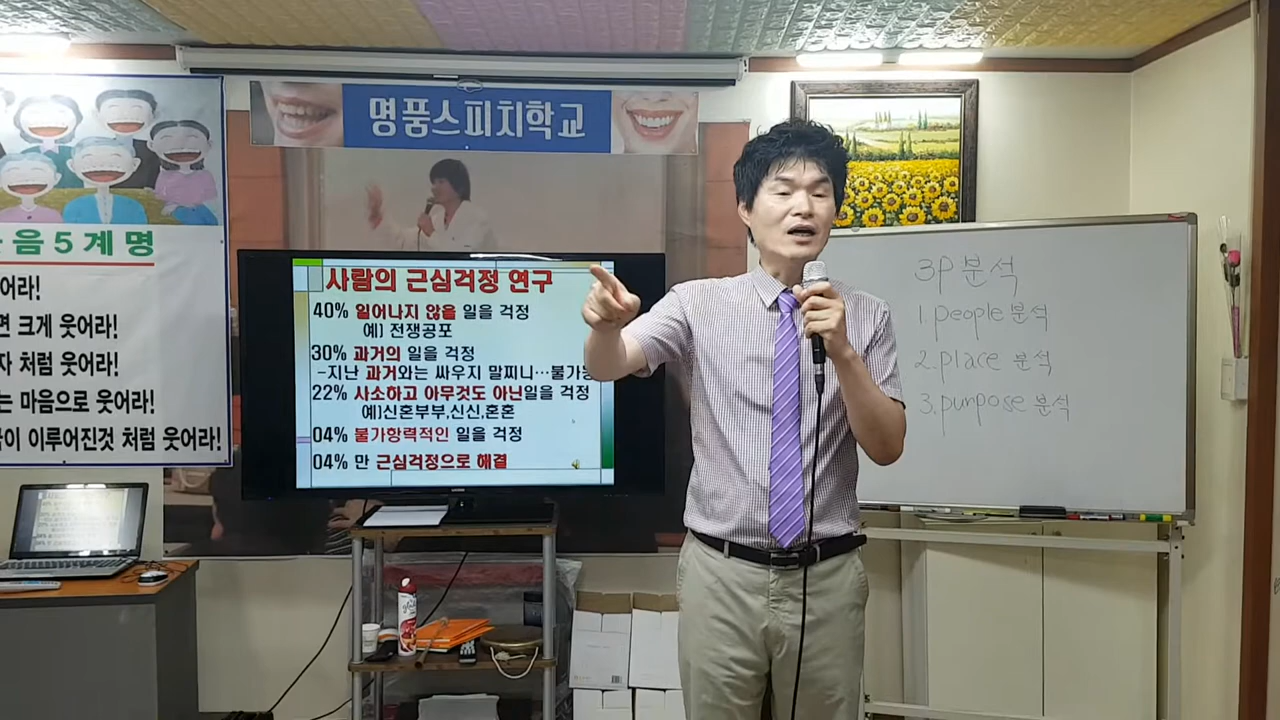 명품스피치학교
음5계명
어라!
면 크게 웃어라!
자 처럼 웃어라!
는 마음으로 웃어라!
이 이루어진것 처럼 웃어라!
사람의 근심걱정 연구
40% 일어나지 않을 일을 걱정
예) 전쟁공포
30% 과거의 일을 걱정
-지난 과거와는 싸우지 말찌니…불가능
22% 사소하고 아무것도 아닌일을 걱정
예)신혼부부,신신,혼혼
04% 불가항력적인 일을 걱정
04% 만 근심걱정으로 해결
3P 분석
1. people 분석
2. place 분석
3. purpose 분석